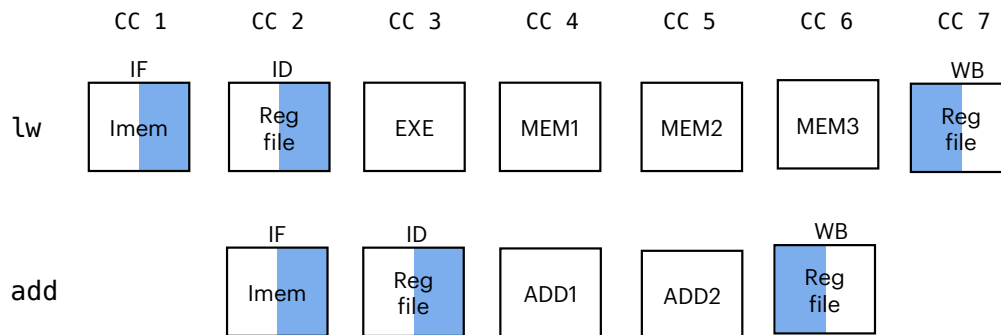 CC 1 CC 2 CC 3 CC 4 CC 5 CC 6 CC 7
IF ID WB
lw Imem Reg file EXE MEM1 MEM2 MEM3 Reg file
IF ID WB
add Imem Reg file ADD1 ADD2 Reg file